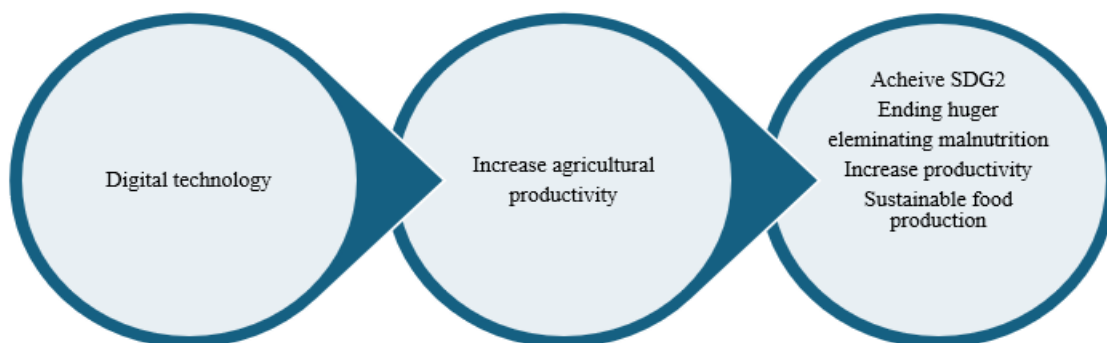 Digital technology
Increase agricultural
productivity
Acheive SDG2
Ending huger
eleminating malnutrition
Increase productivity
Sustainable food
production